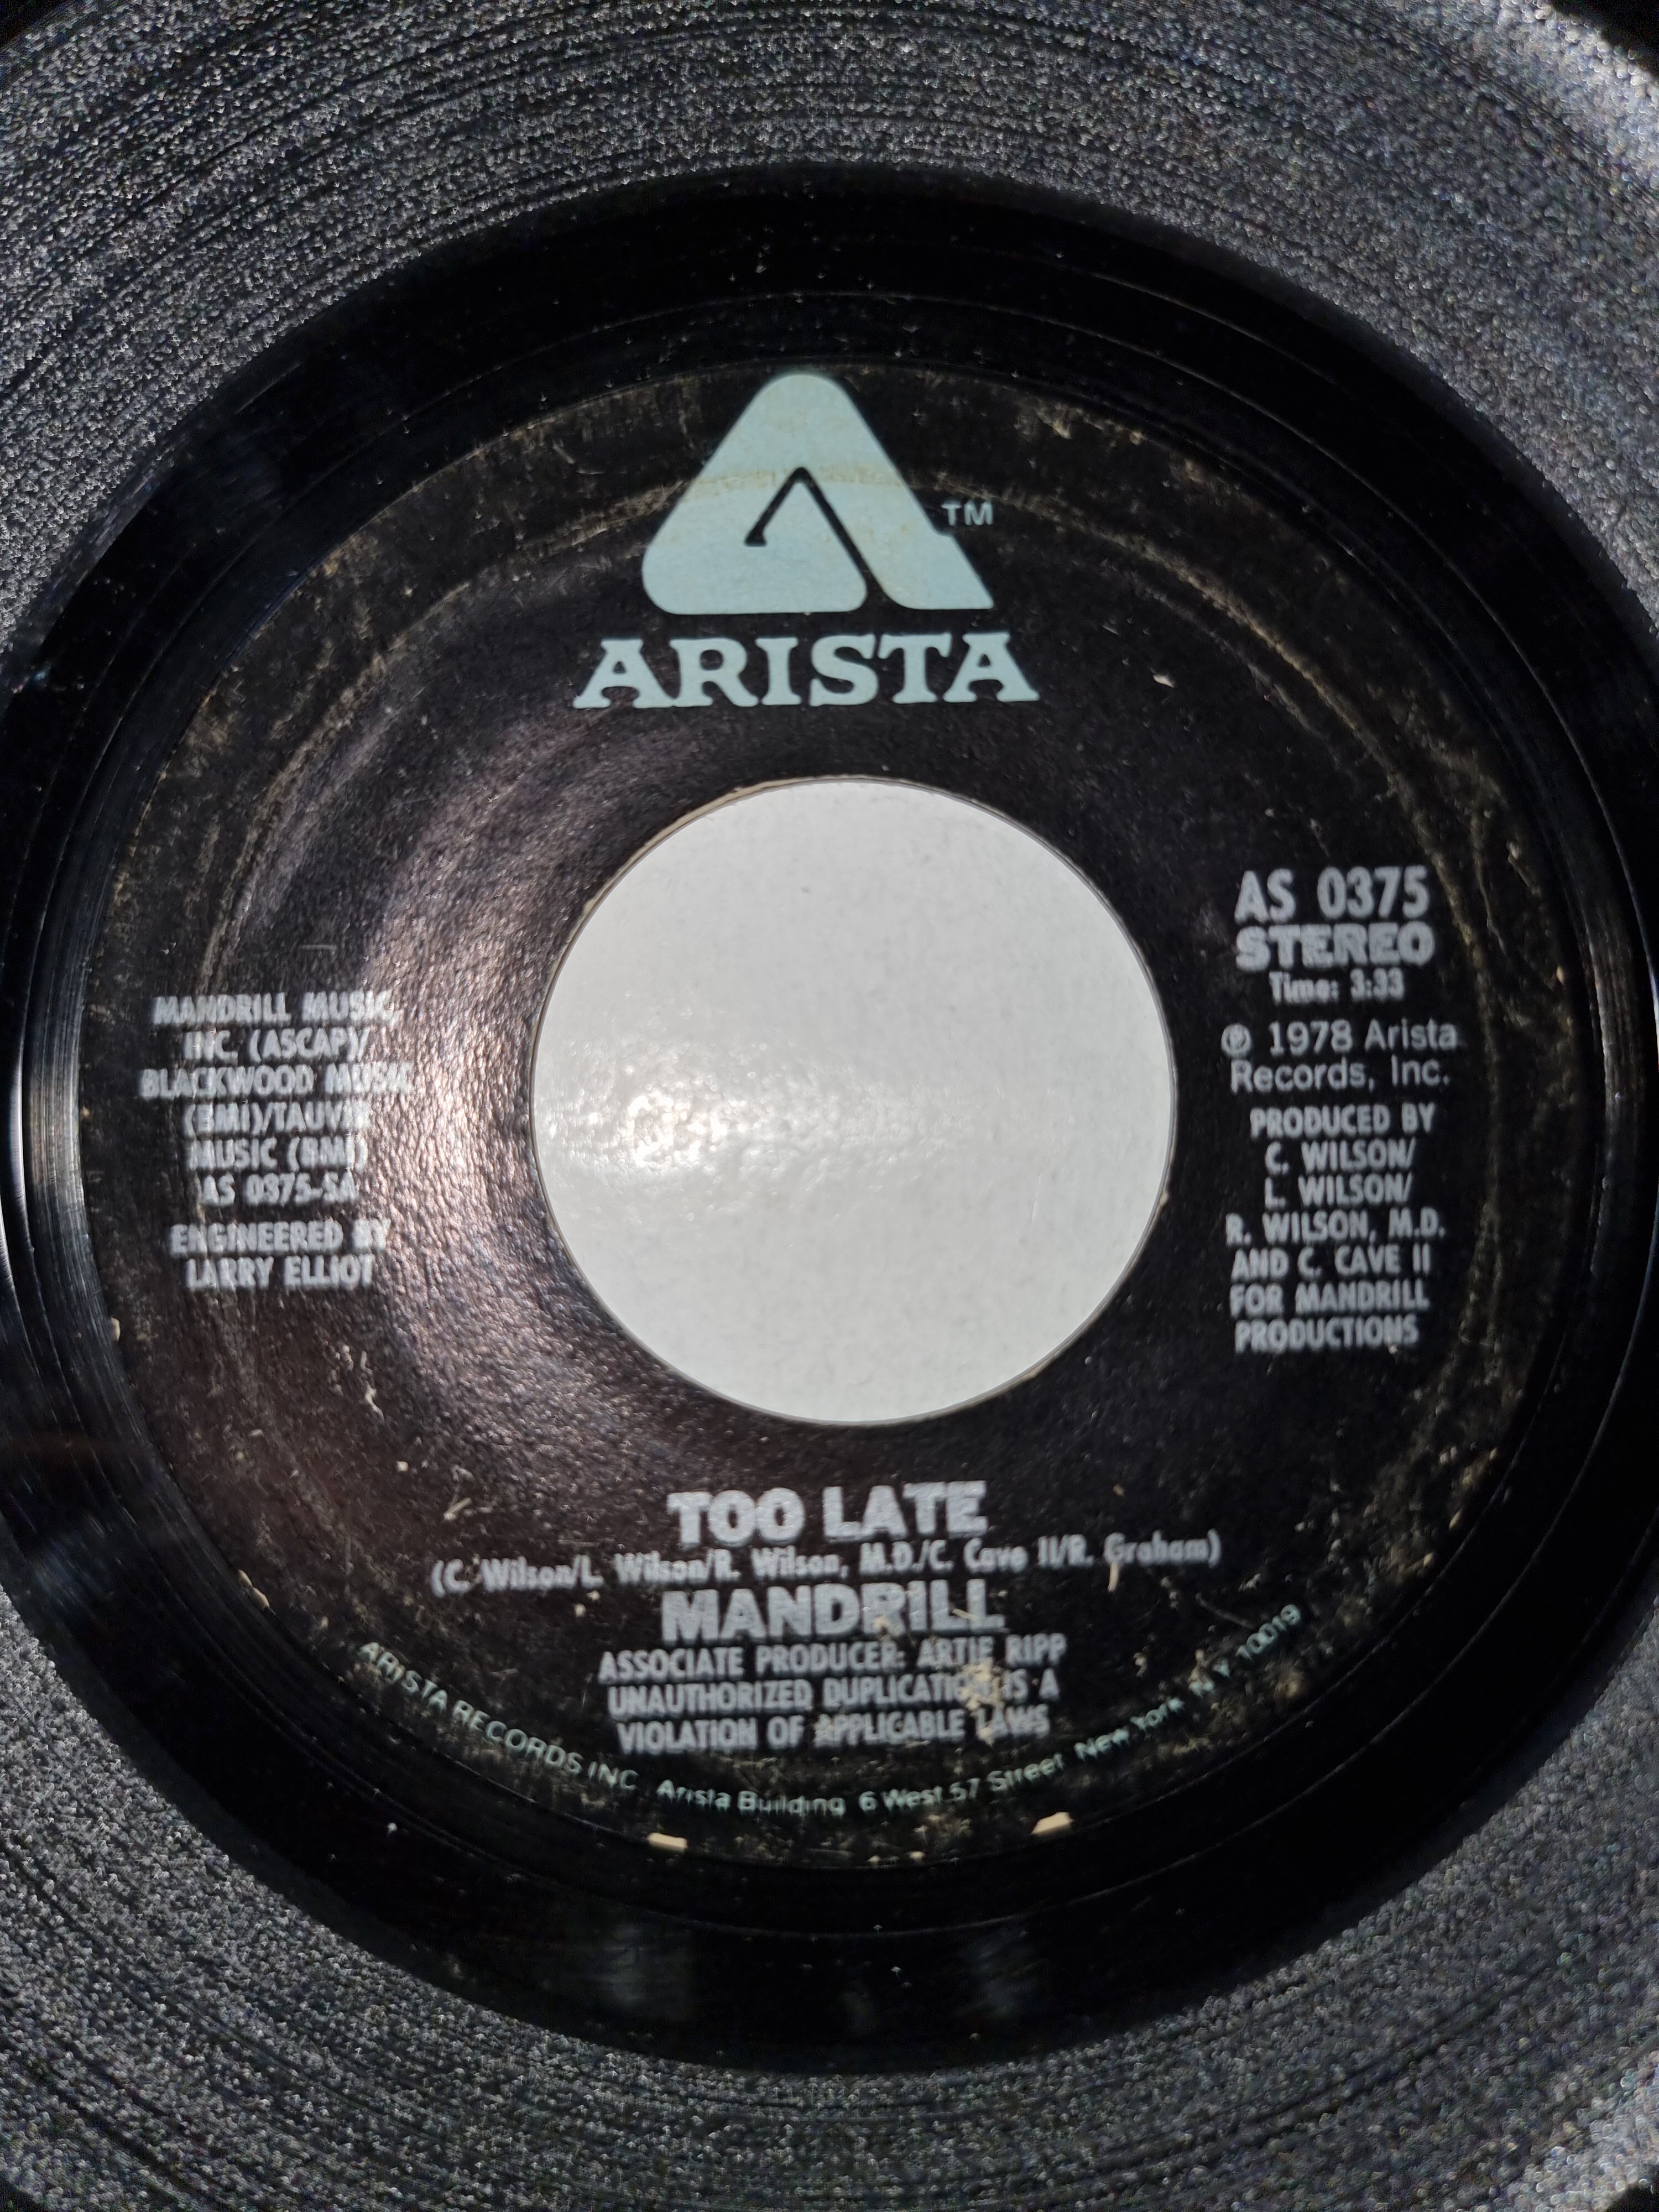 TM
ARISTA
AS 0375
STEREO
Time: 3:33
℗ 1978 Arista
Records, Inc.
PRODUCED BY
C. WILSON/
L. WILSON/
R. WILSON, M.D.
AND C. CAVE II
FOR MANDRILL
PRODUCTIONS
MANDRILL MUSIC
INC. (ASCAP)/
BLACKWOOD MUSIC
(BMI)/TAUVIR
MUSIC (BMI)
AS 0375-SA
ENGINEERED BY
LARRY ELLIOT
TOO LATE
(C. Wilson/L. Wilson/R. Wilson, M.D./C. Cave II/R. Graham)
MANDRILL
ASSOCIATE PRODUCER: ARTIE RIPP
UNAUTHORIZED DUPLICATION IS A
VIOLATION OF APPLICABLE LAWS
ARISTA RECORDS INC. Arista Building 6 West 57 Street New York N.Y. 10019